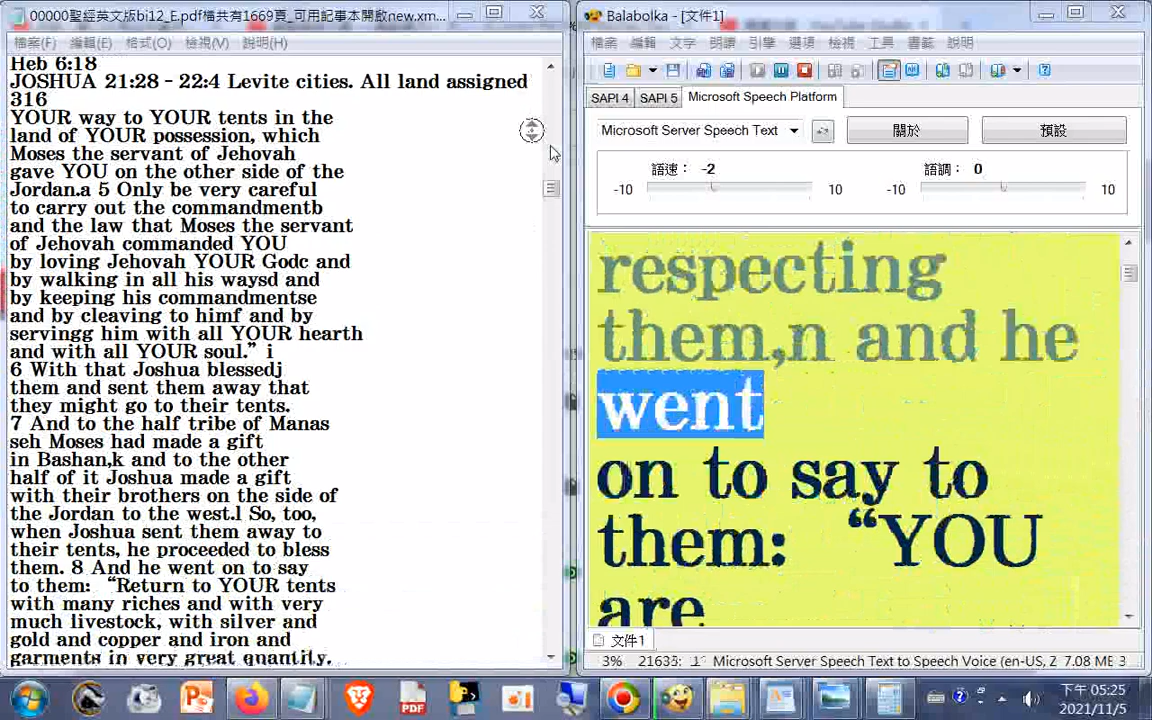 00000聖經英文版bi12_E.pdf檔共有1669頁_可用記事本開啟new.xm...
檔案(F) 編輯(E) 格式(O) 檢視(V) 說明(H)
Heb 6:18
JOSHUA 21:28 - 22:4 Levite cities. All land assigned
316
YOUR way to YOUR tents in the
land of YOUR possession, which
Moses the servant of Jehovah
gave YOU on the other side of the
Jordan.a 5 Only be very careful
to carry out the commandmentb
and the law that Moses the servant
of Jehovah commanded YOU
by loving Jehovah YOUR Godc and
by walking in all his waysd and
by keeping his commandmentse
and by cleaving to himf and by
servingg him with all YOUR hearth
and with all YOUR soul.” i
6 With that Joshua blessedj
them and sent them away that
they might go to their tents.
7 And to the half tribe of Manas
seh Moses had made a gift
in Bashan,k and to the other
half of it Joshua made a gift
with their brothers on the side of
the Jordan to the west.l So, too,
when Joshua sent them away to
their tents, he proceeded to bless
them. 8 And he went on to say
to them: “Return to YOUR tents
with many riches and with very
much livestock, with silver and
gold and copper and iron and
garments in very great quantity.
Balabolka - [文件1]
檔案 編輯 文字 朗讀 引擎 選項 檢視 工具 書籤 說明
SAPI 4 SAPI 5 Microsoft Speech Platform
Microsoft Server Speech Text 關於 預設
語速： -2 語調： 0
-10 10 -10 10
respecting
them,n and he
went
on to say to
them: “YOU
are
文件1
3% 21635: Microsoft Server Speech Text to Speech Voice (en-US, 2 7.08 MB 3
下午 05:25
2021/11/5